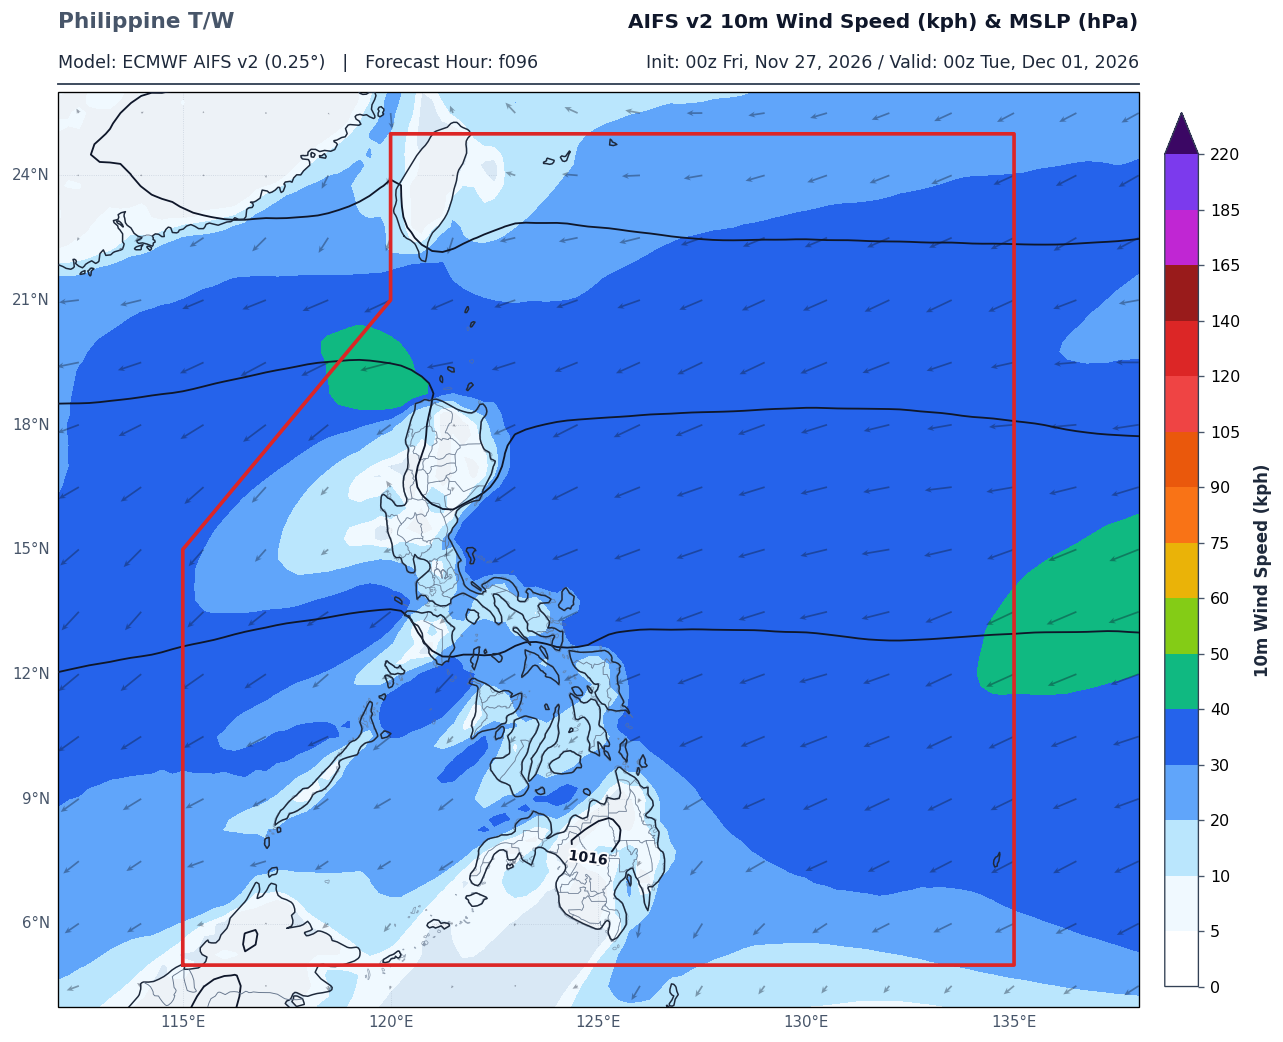 Philippine T/W
AIFS v2 10m Wind Speed (kph) & MSLP (hPa)
Model: ECMWF AIFS v2 (0.25°) | Forecast Hour: f096
Init: 00z Fri, Nov 27, 2026 / Valid: 00z Tue, Dec 01, 2026
24°N
21°N
18°N
15°N
12°N
9°N
6°N
1016
115°E
120°E
125°E
130°E
135°E
220
185
165
140
120
105
90
75
60
50
40
30
20
10
5
0
10m Wind Speed (kph)